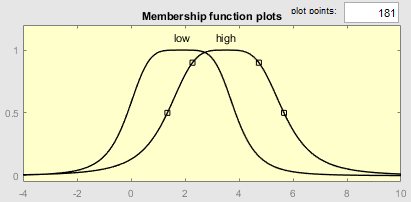 Membership function plots plot points: 181
low high
1
0.5
0
-4 -2 0 2 4 6 8 10